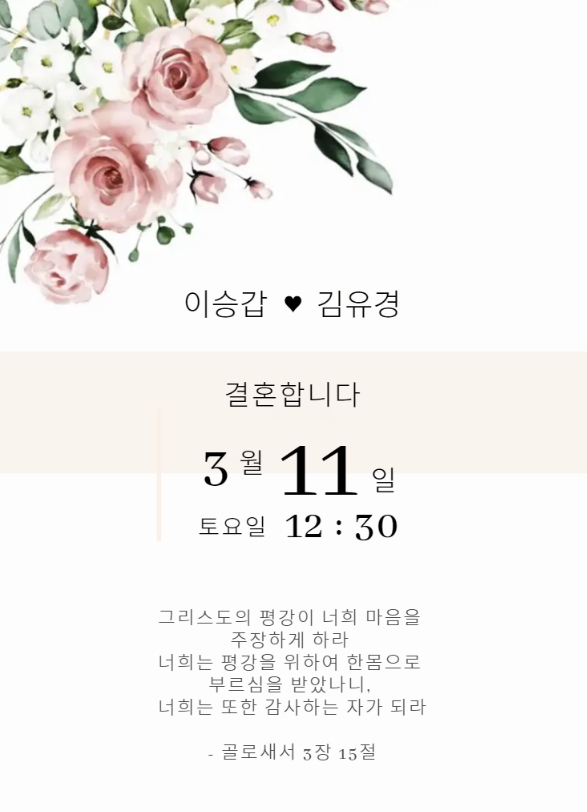 이승갑 ♥ 김유경
결혼합니다
3 월 11 일
토요일 12 : 30
그리스도의 평강이 너희 마음을
주장하게 하라
너희는 평강을 위하여 한몸으로
부르심을 받았나니,
너희는 또한 감사하는 자가 되라
- 골로새서 3장 15절